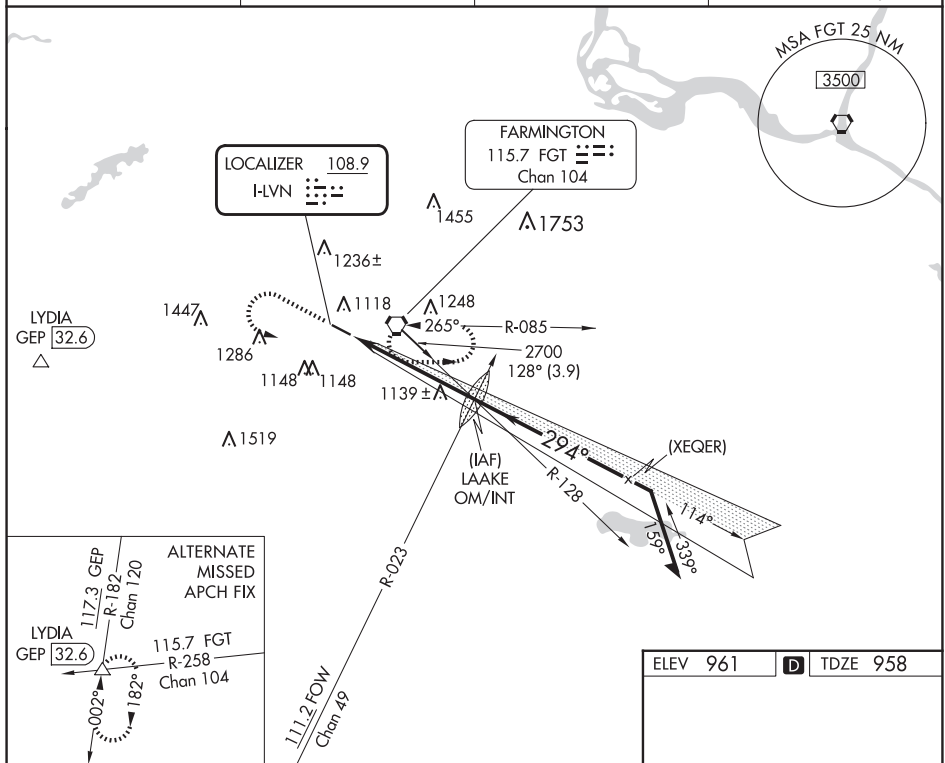 MSA FGT 25 NM
3500
FARMINGTON
115.7 FGT
Chan 104
LOCALIZER 108.9
I-LVN
1455
1753
1236±
1447
1118
1248
LYDIA
GEP 32.6
265°
R-085
1286
2700
128° (3.9)
1148
1148
1139±
1519
294°
(XEQER)
(IAF)
LAAKE
OM/INT
R-128
114°
159°
339°
R-023
111.2 FOW
Chan 49
ALTERNATE
MISSED
APCH FIX
117.3 GEP
R-182
Chan 120
LYDIA
GEP 32.6
115.7 FGT
R-258
Chan 104
002°
182°
ELEV 961
D
TDZE 958